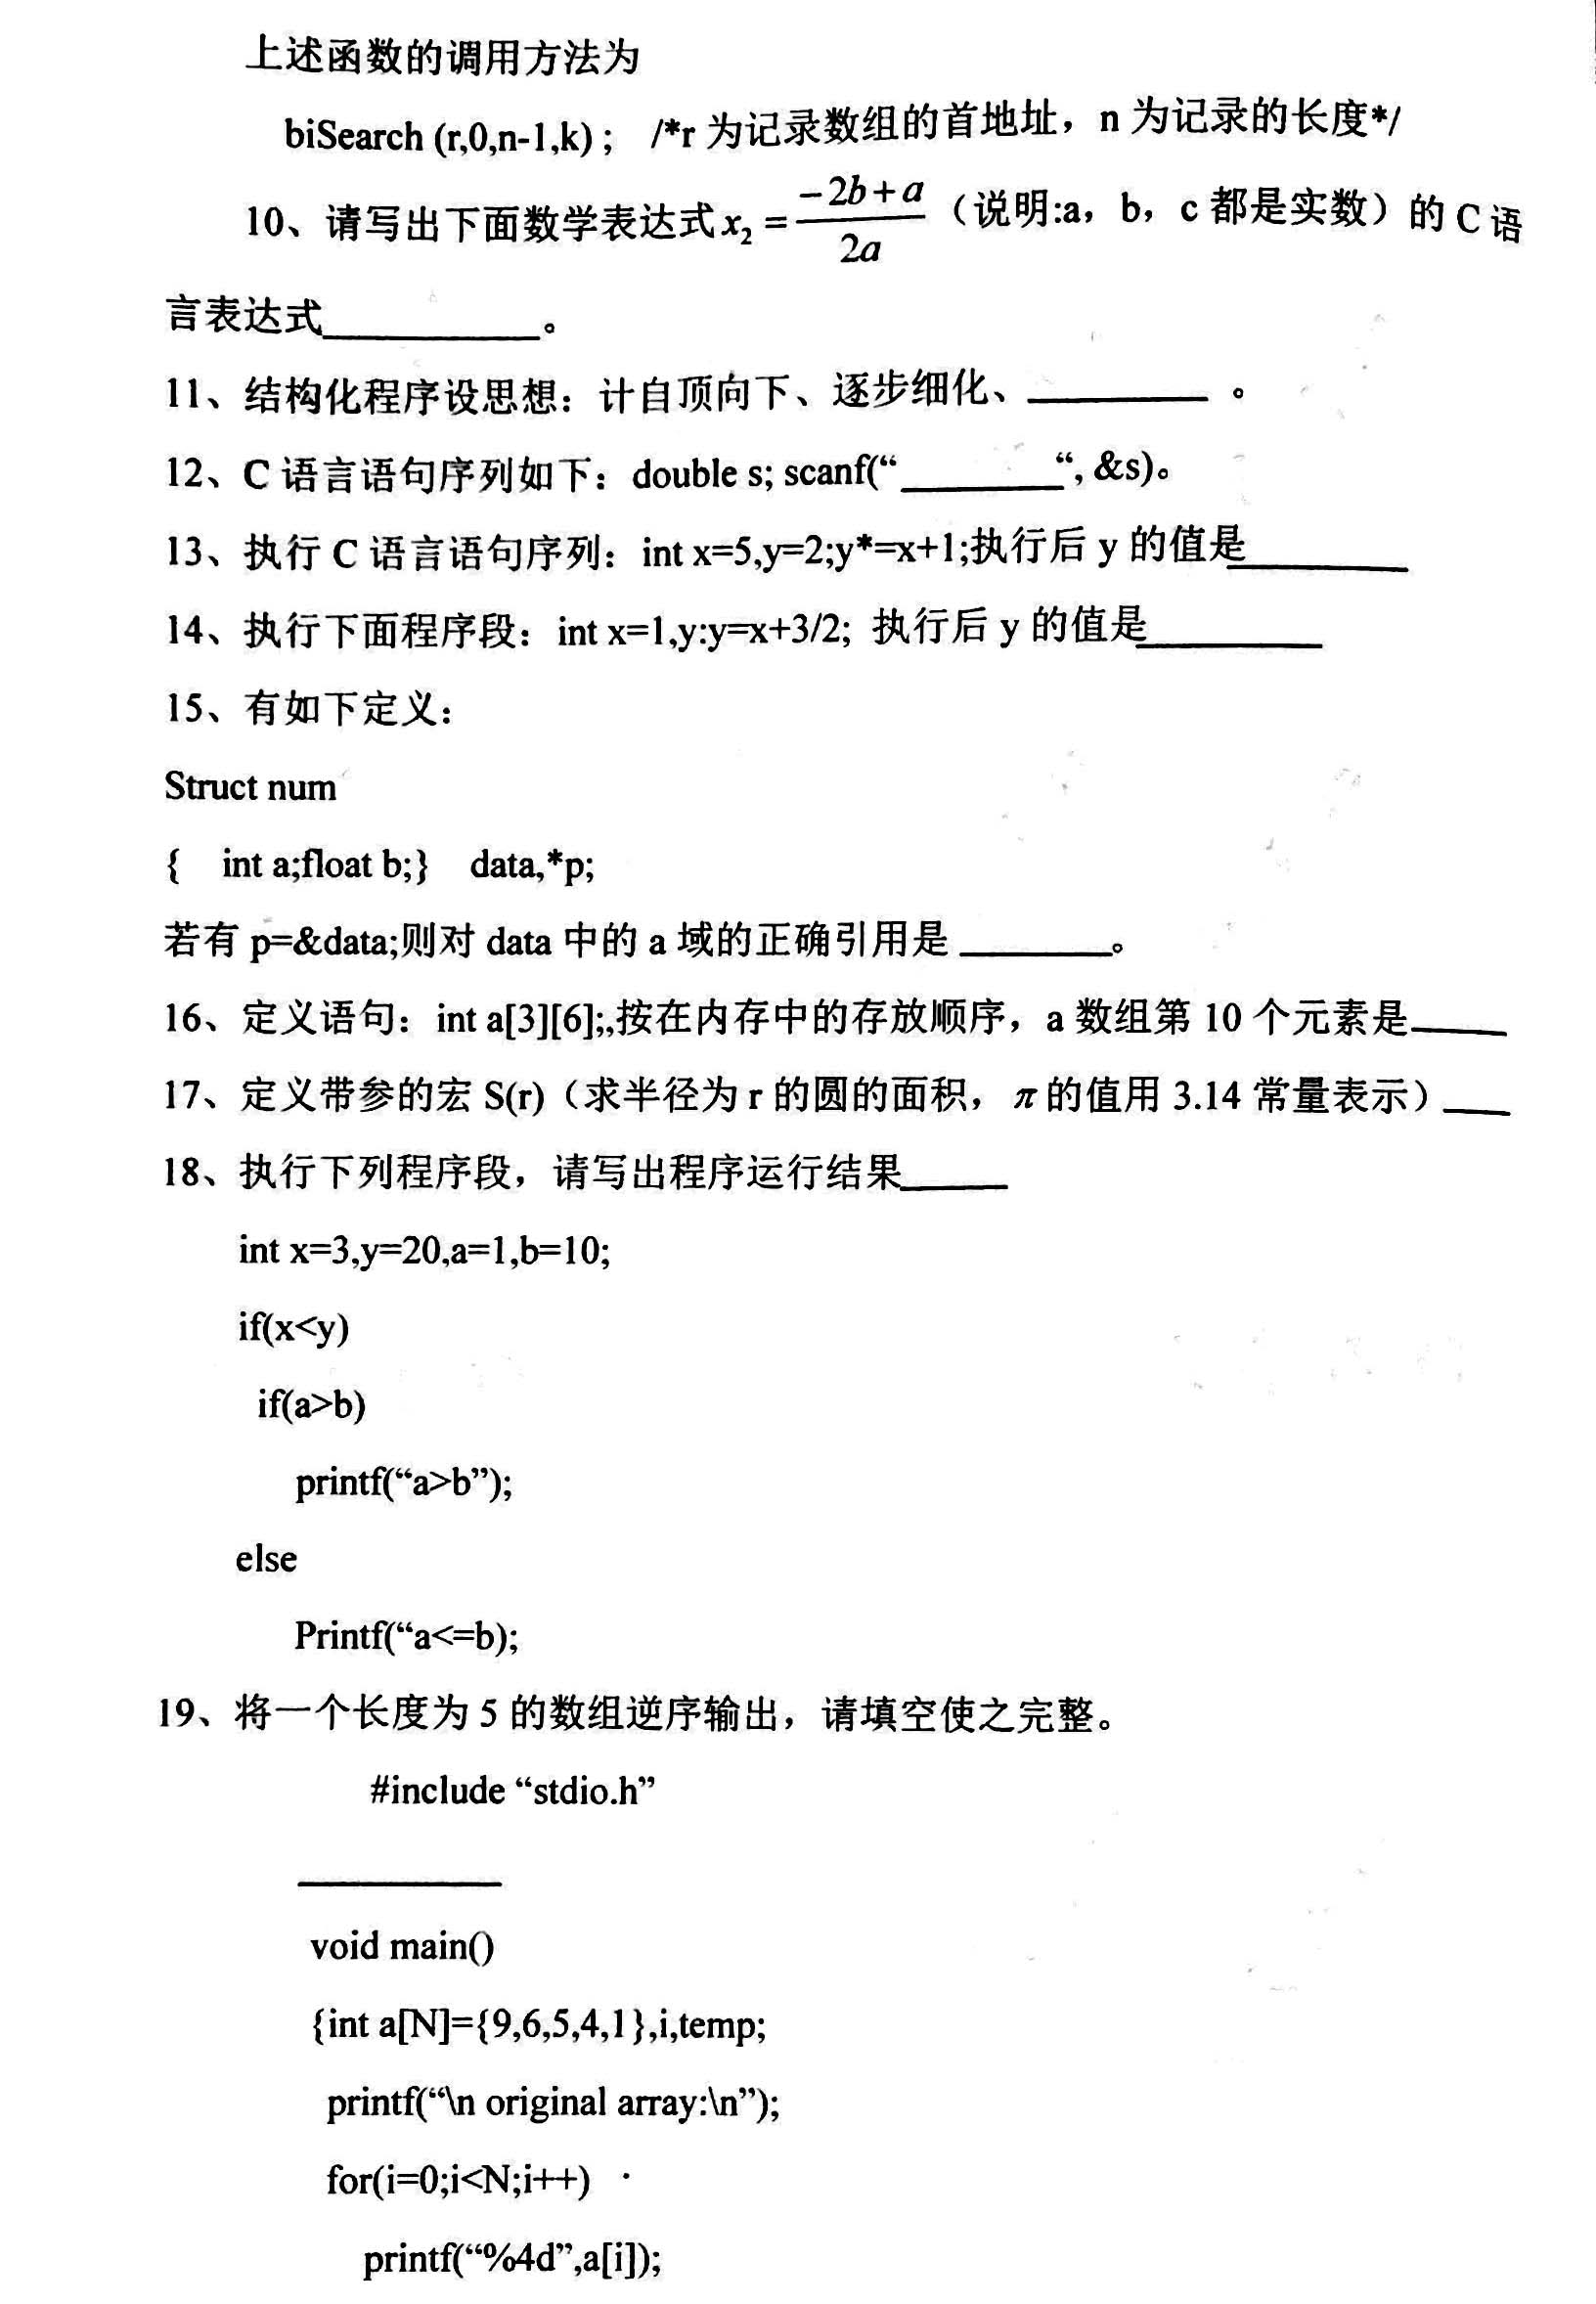 上述函数的调用方法为
biSearch (r,0,n-1,k) ; /*r 为记录数组的首地址，n 为记录的长度*/
10、请写出下面数学表达式 x₂ = (-2b+a)/(2a)（说明:a，b，c 都是实数）的 C 语
言表达式__________。
11、结构化程序设思想：计自顶向下、逐步细化、_________ 。
12、C 语言语句序列如下：double s; scanf(“________“, &s)。
13、执行 C 语言语句序列：int x=5,y=2;y*=x+1;执行后 y 的值是_________
14、执行下面程序段：int x=1,y:y=x+3/2; 执行后 y 的值是_________
15、有如下定义：
Struct num
{ int a;float b;} data,*p;
若有 p=&data;则对 data 中的 a 域的正确引用是 ________。
16、定义语句：int a[3][6];,按在内存中的存放顺序，a 数组第 10 个元素是_____
17、定义带参的宏 S(r)（求半径为 r 的圆的面积，π 的值用 3.14 常量表示）___
18、执行下列程序段，请写出程序运行结果_____
int x=3,y=20,a=1,b=10;
if(x<y)
if(a>b)
printf(“a>b”);
else
Printf(“a<=b);
19、将一个长度为 5 的数组逆序输出，请填空使之完整。
#include “stdio.h”
__________
void main()
{int a[N]={9,6,5,4,1},i,temp;
printf(“\n original array:\n”);
for(i=0;i<N;i++)
printf(“%4d”,a[i]);